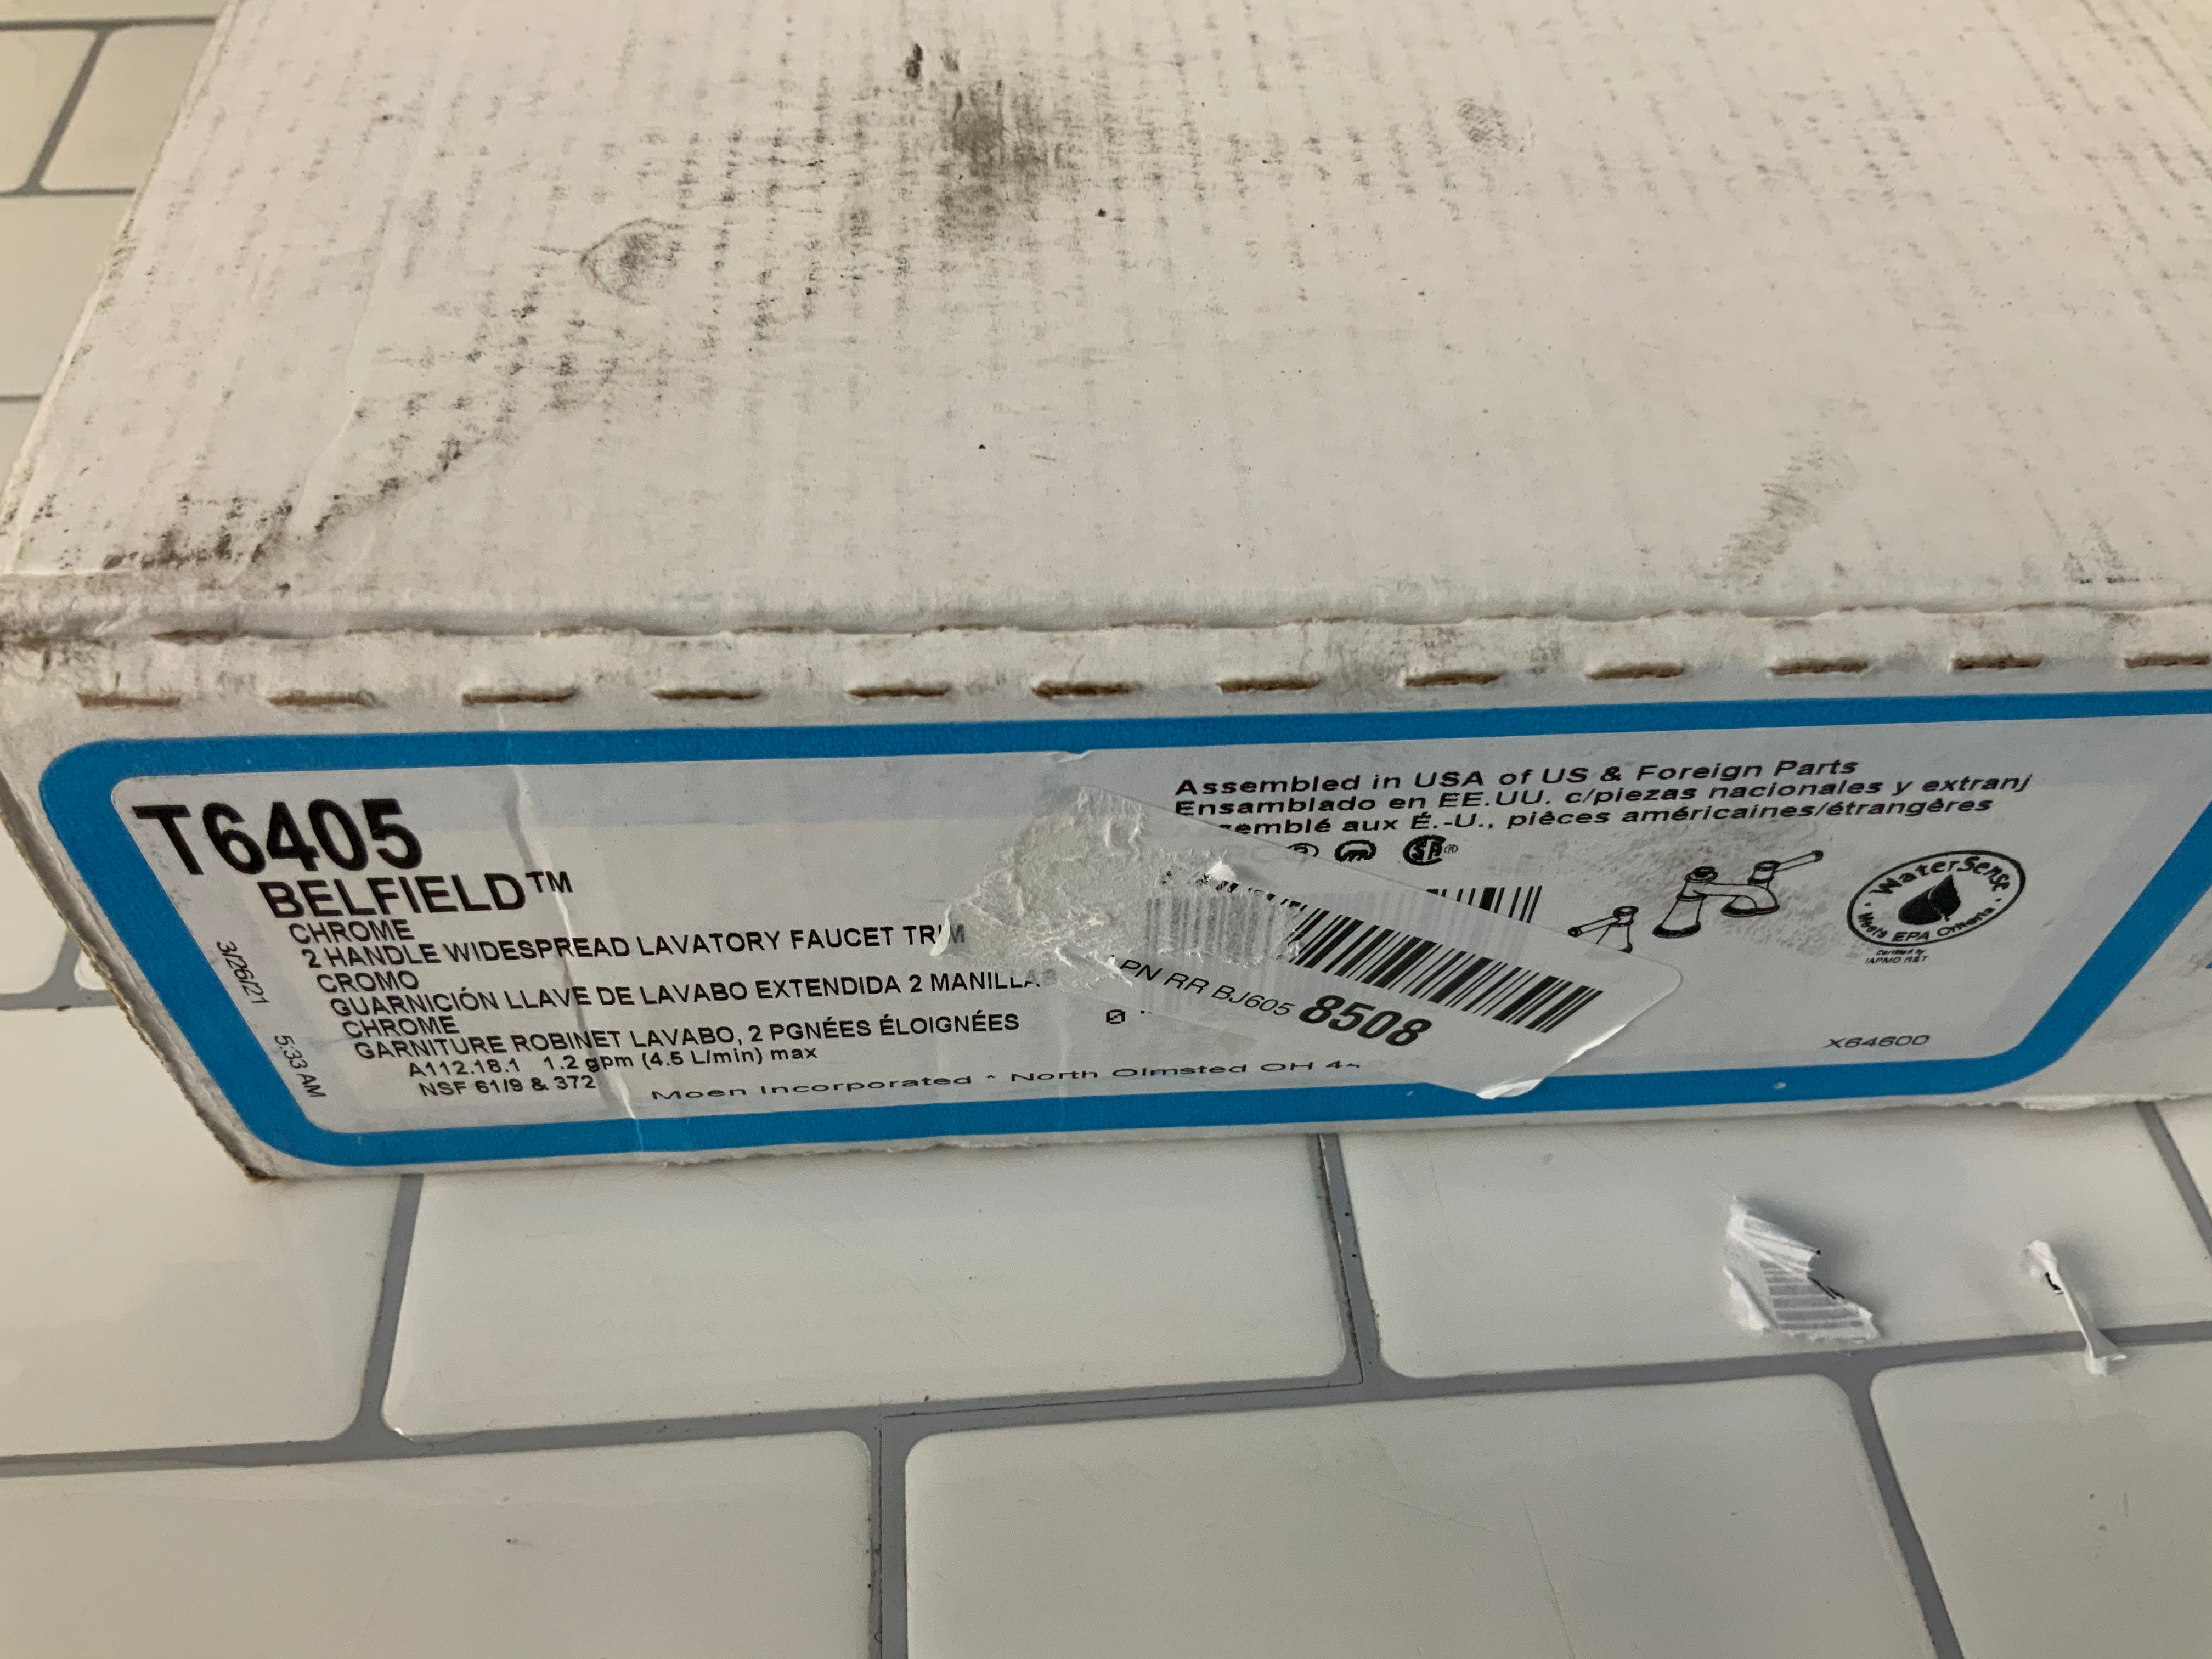 T6405
BELFIELD™
CHROME
2 HANDLE WIDESPREAD LAVATORY FAUCET TRIM
CROMO
GUARNICIÓN LLAVE DE LAVABO EXTENDIDA 2 MANILLAS
CHROME
GARNITURE ROBINET LAVABO, 2 PGNÉES ÉLOIGNÉES
A112.18.1 1.2 gpm (4.5 L/min) max
NSF 61/9 & 372
Moen Incorporated - North Olmsted OH
3/26/21 5:33 AM
Assembled in USA of US & Foreign Parts
Ensamblado en EE.UU. c/piezas nacionales y extranj
aux É.-U., pièces américaines/étrangères
PN RR BJ605 8508
WaterSense
Meets EPA Criteria
Certified by
IAPMO R&T
X64600